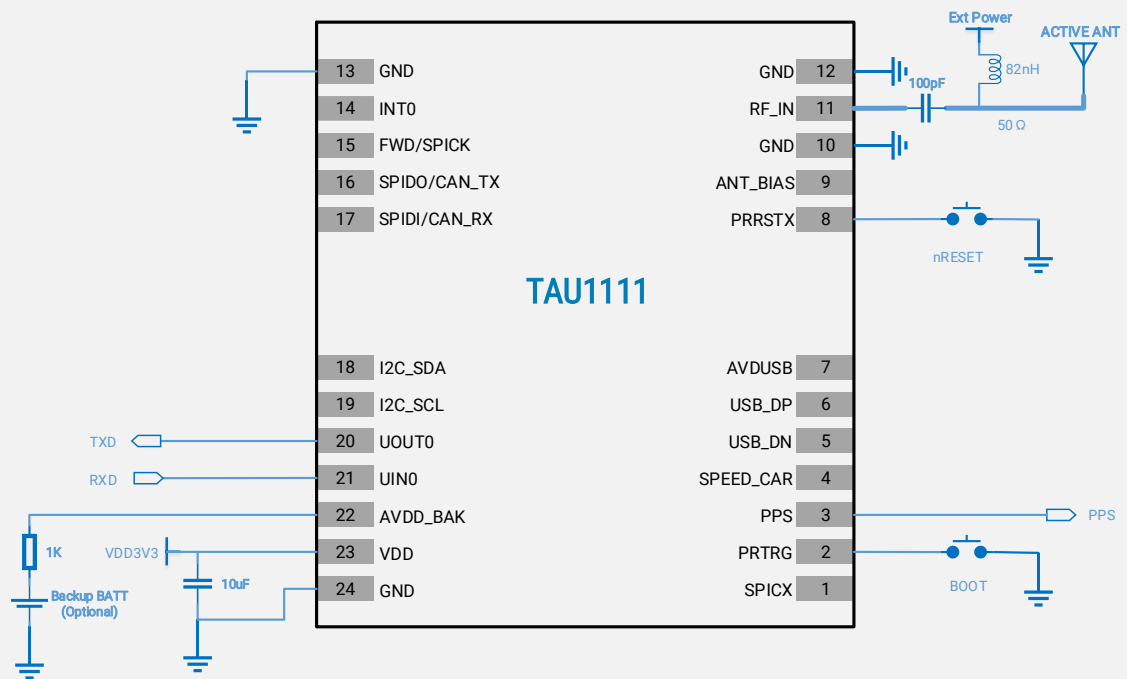 Ext Power
ACTIVE ANT
82nH
100pF
50 Ω
13 GND
GND 12
14 INT0
RF_IN 11
15 FWD/SPICK
GND 10
16 SPIDO/CAN_TX
ANT_BIAS 9
17 SPIDI/CAN_RX
PRRSTX 8
nRESET
TAU1111
18 I2C_SDA
AVDUSB 7
19 I2C_SCL
USB_DP 6
TXD
20 UOUT0
USB_DN 5
RXD
21 UIN0
SPEED_CAR 4
22 AVDD_BAK
PPS 3
PPS
1K
VDD3V3
23 VDD
PRTRG 2
BOOT
10uF
24 GND
SPICX 1
Backup BATT
(Optional)